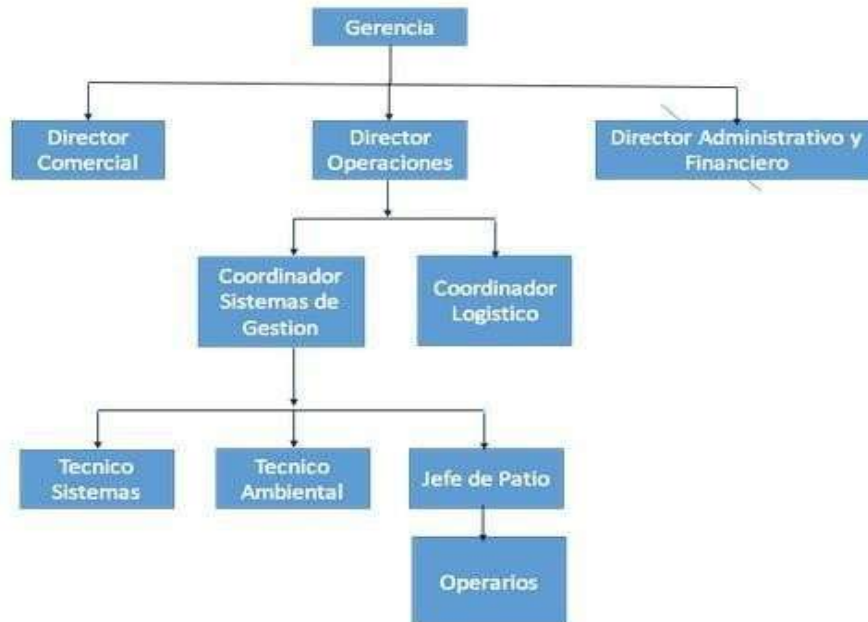 Gerencia
Director
Comercial
Director
Operaciones
Director Administrativo y
Financiero
Coordinador
Sistemas de
Gestion
Coordinador
Logistico
Tecnico
Sistemas
Tecnico
Ambiental
Jefe de Patio
Operarios